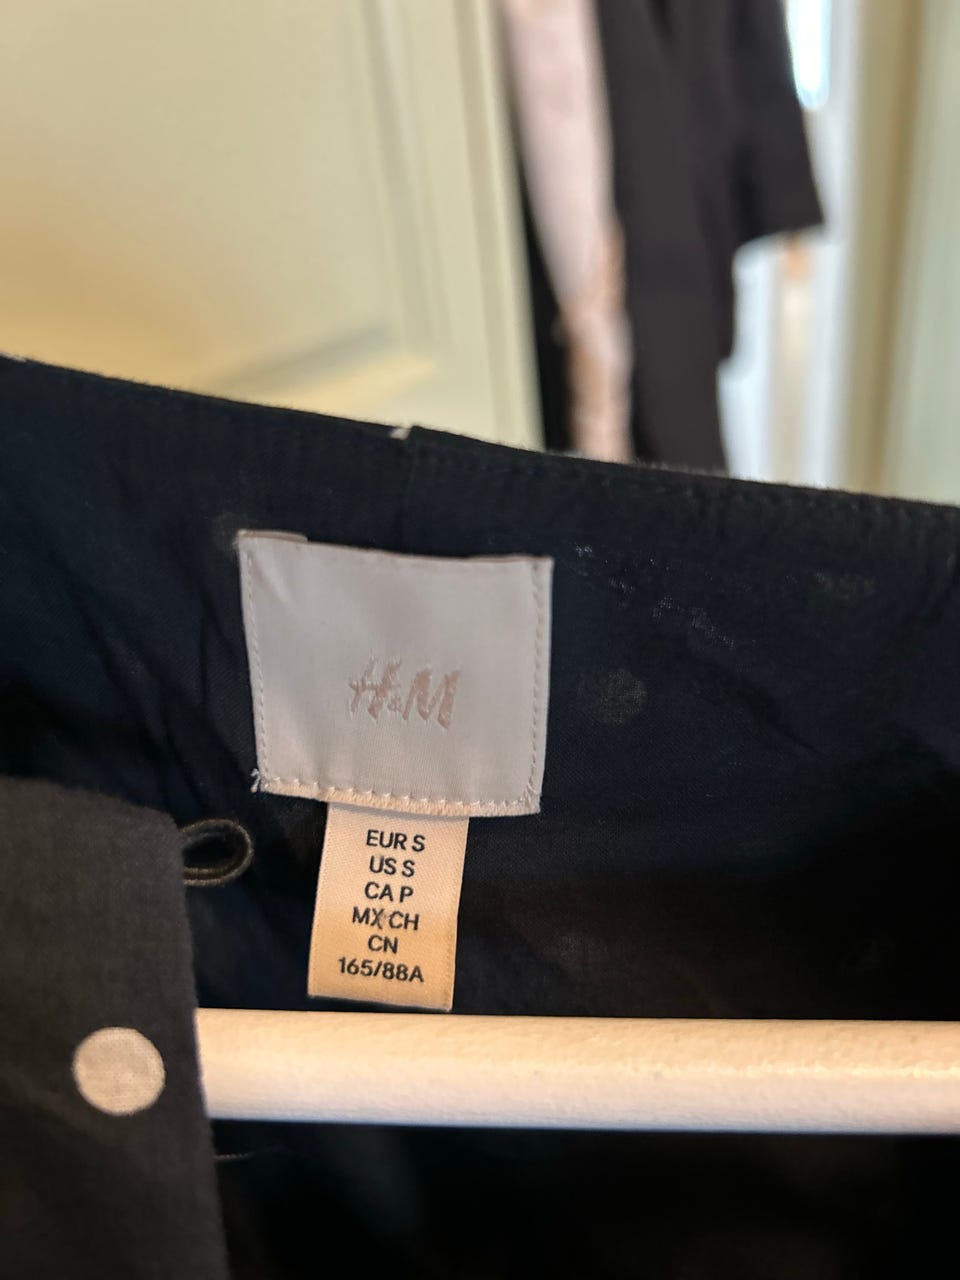 H&M
EUR S
US S
CA P
MX CH
CN
165/88A